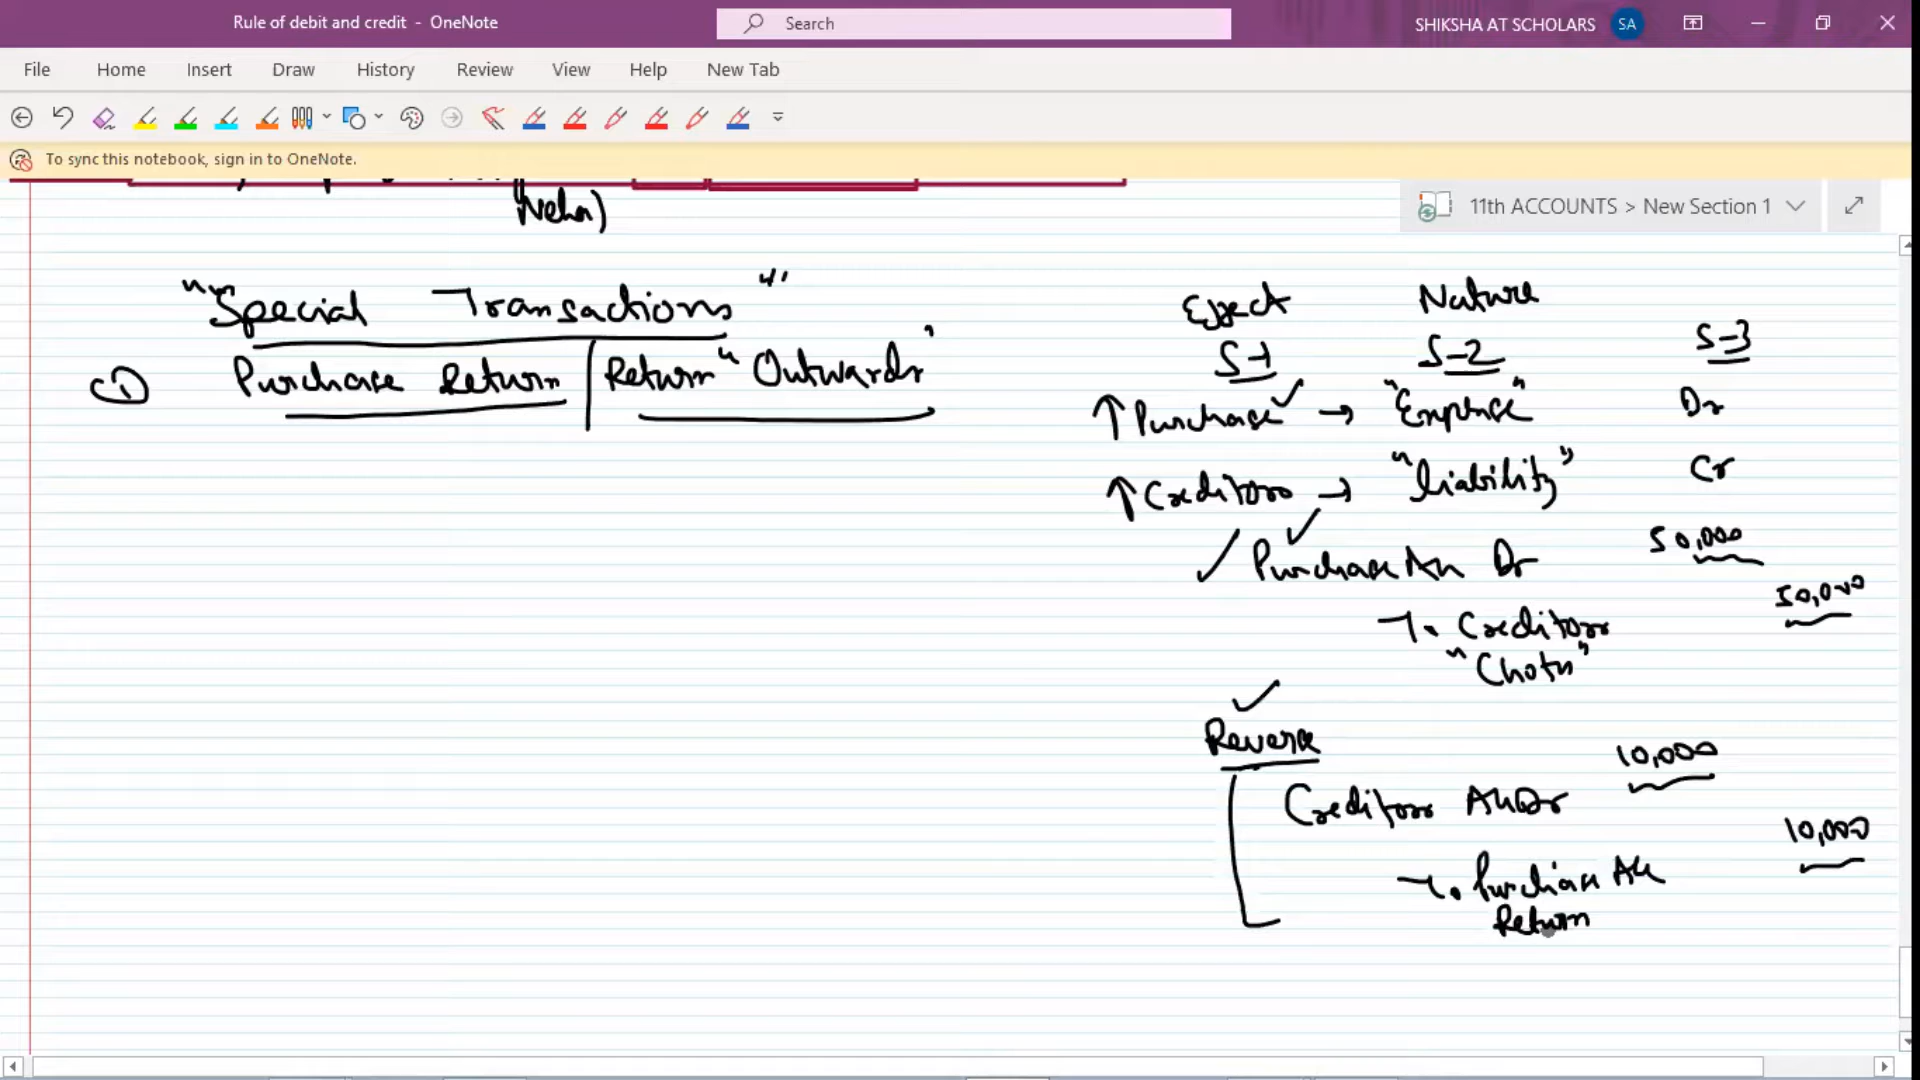 Rule of debit and credit - OneNote
Search
SHIKSHA AT SCHOLARS SA
File Home Insert Draw History Review View Help New Tab
To sync this notebook, sign in to OneNote.
11th ACCOUNTS > New Section 1
Neha)
""Special Transactions"
① Purchase Return | Return "Outwards"
Effect Nature
S-1 S-2 S-3
↑ Purchase ✓ → "Expense" Dr
↑ Creditors → "liability" Cr
✓ Purchase A/c Dr 50,000
To Creditors 50,000
"Chotu"
✓
Reverse
Creditors A/c Dr 10,000
To Purchase A/c 10,000
Return